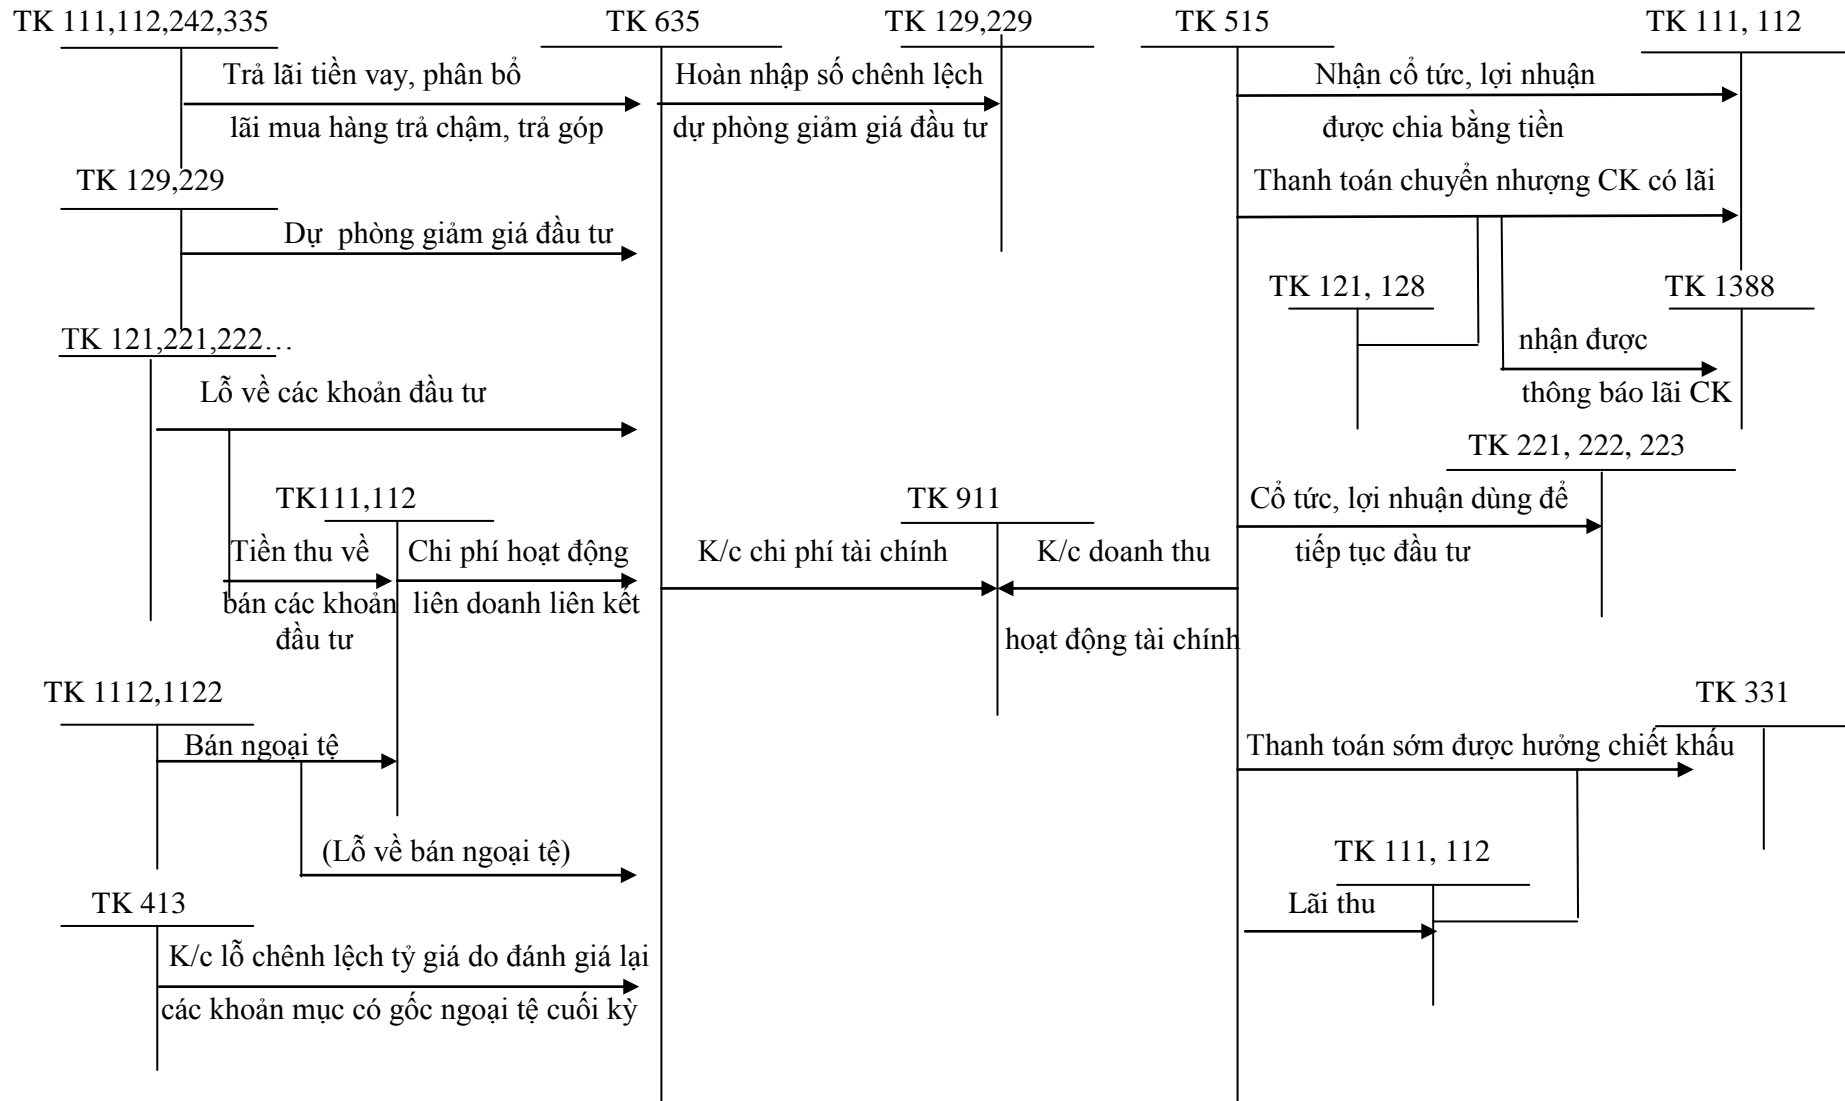 TK 111,112,242,335
TK 635
TK 129,229
TK 515
TK 111, 112
Trả lãi tiền vay, phân bổ
lãi mua hàng trả chậm, trả góp
Hoàn nhập số chênh lệch
dự phòng giảm giá đầu tư
Nhận cổ tức, lợi nhuận
được chia bằng tiền
TK 129,229
Thanh toán chuyển nhượng CK có lãi
Dự phòng giảm giá đầu tư
TK 121, 128
TK 1388
TK 121,221,222…
nhận được
thông báo lãi CK
Lỗ về các khoản đầu tư
TK 221, 222, 223
TK111,112
TK 911
Cổ tức, lợi nhuận dùng để
tiếp tục đầu tư
Tiền thu về
bán các khoản
đầu tư
Chi phí hoạt động
liên doanh liên kết
K/c chi phí tài chính
K/c doanh thu
hoạt động tài chính
TK 1112,1122
TK 331
Bán ngoại tệ
Thanh toán sớm được hưởng chiết khấu
(Lỗ về bán ngoại tệ)
TK 111, 112
TK 413
Lãi thu
K/c lỗ chênh lệch tỷ giá do đánh giá lại
các khoản mục có gốc ngoại tệ cuối kỳ